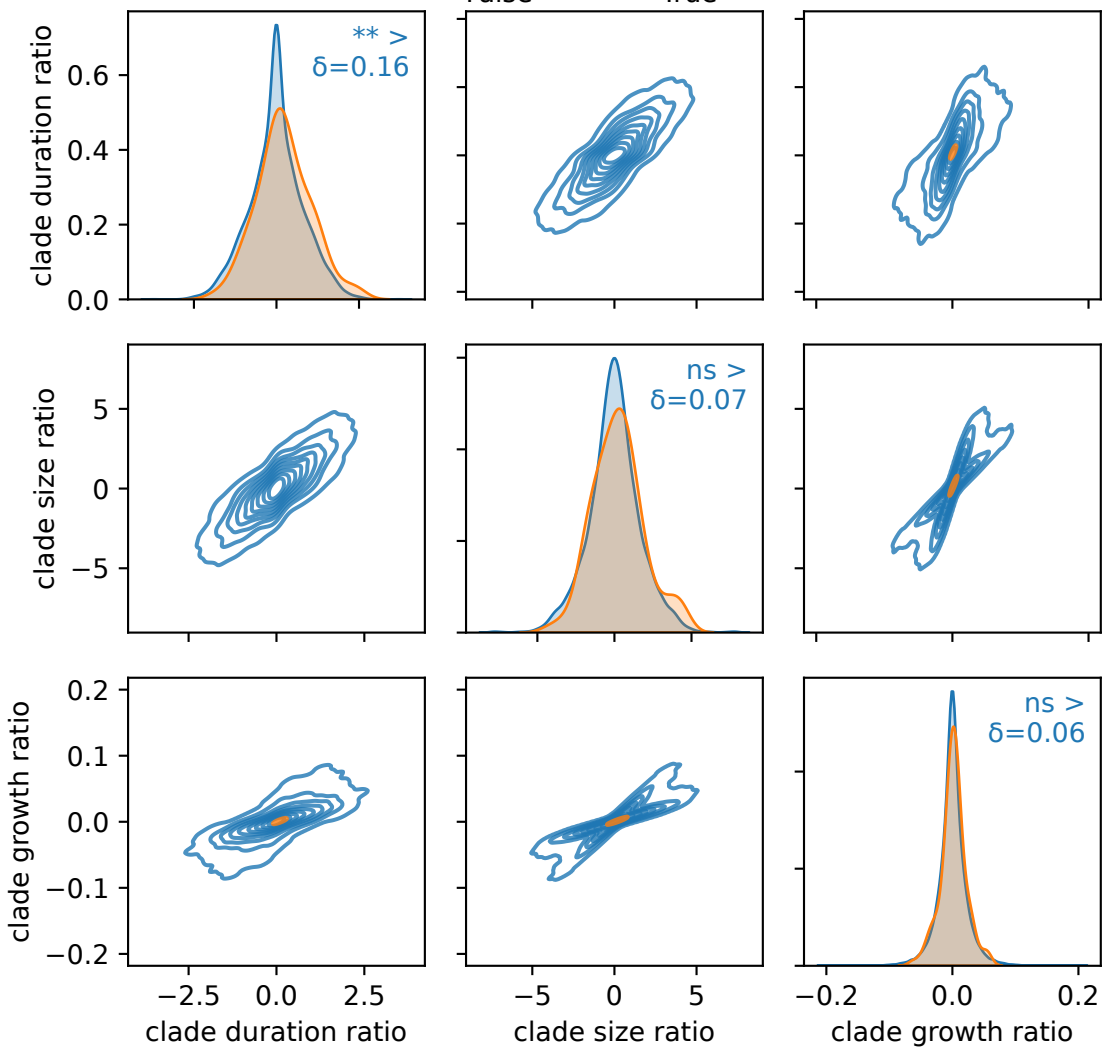 clade duration ratio
0.6
0.4
0.2
0.0
** >
δ=0.16
clade size ratio
5
0
−5
ns >
δ=0.07
clade growth ratio
0.2
0.1
0.0
−0.1
−0.2
ns >
δ=0.06
−2.5 0.0 2.5
clade duration ratio
−5 0 5
clade size ratio
−0.2 0.0 0.2
clade growth ratio